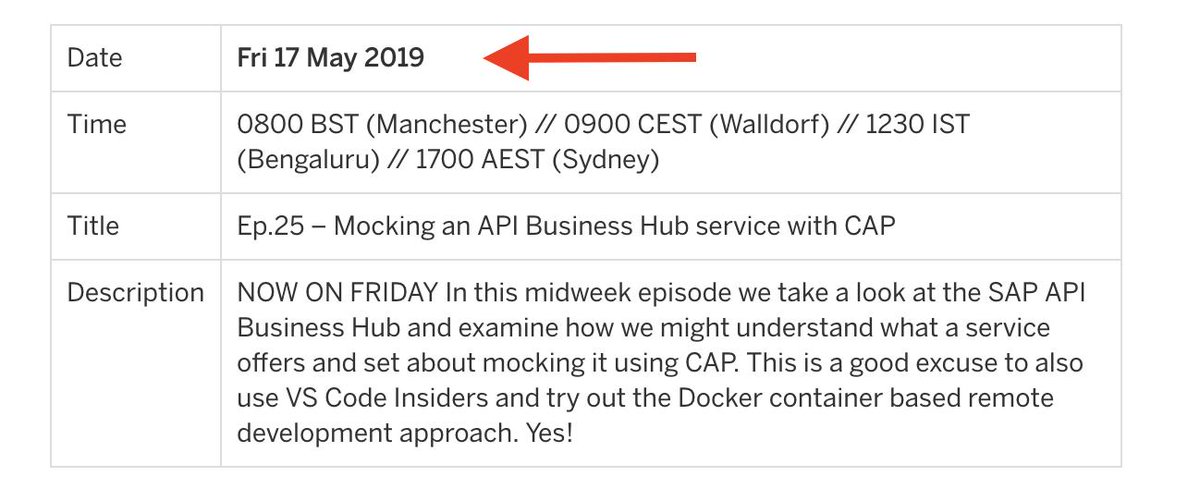 Date Fri 17 May 2019
Time 0800 BST (Manchester) // 0900 CEST (Walldorf) // 1230 IST
(Bengaluru) // 1700 AEST (Sydney)
Title Ep.25 – Mocking an API Business Hub service with CAP
Description NOW ON FRIDAY In this midweek episode we take a look at the SAP API
Business Hub and examine how we might understand what a service
offers and set about mocking it using CAP. This is a good excuse to also
use VS Code Insiders and try out the Docker container based remote
development approach. Yes!